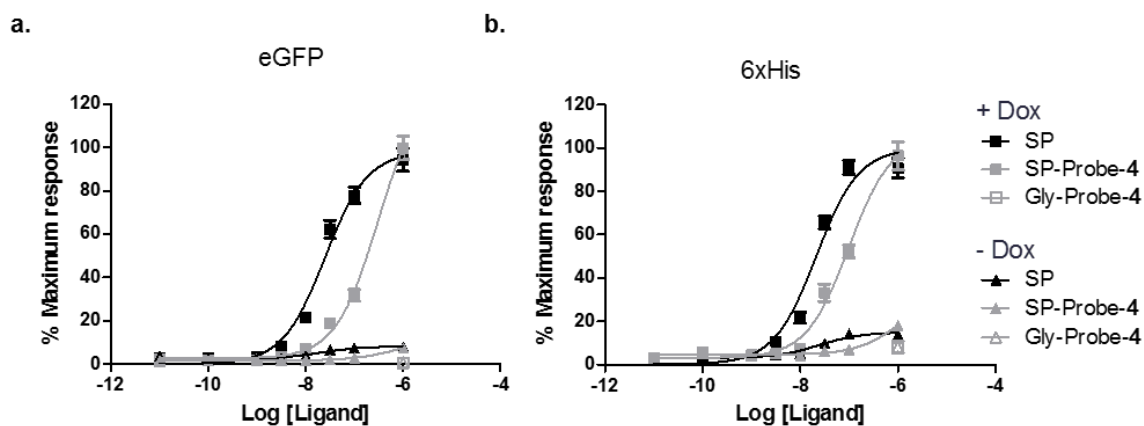 a.
eGFP
% Maximum response
120
100
80
60
40
20
0
-12
-10
-8
-6
-4
Log [Ligand]
b.
6xHis
% Maximum response
120
100
80
60
40
20
0
-12
-10
-8
-6
-4
Log [Ligand]
+ Dox
SP
SP-Probe-4
Gly-Probe-4
- Dox
SP
SP-Probe-4
Gly-Probe-4